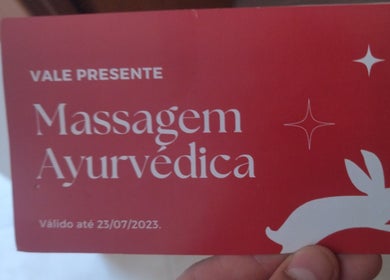 VALE PRESENTE
Massagem
Ayurvédica
Válido até 23/07/2023.